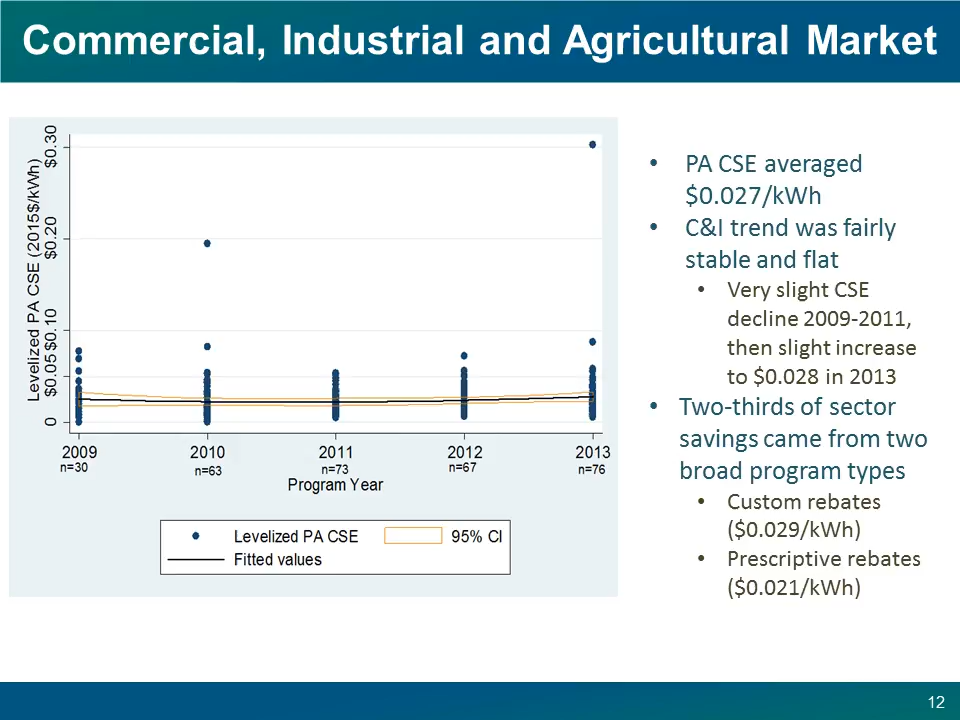 Commercial, Industrial and Agricultural Market
Levelized PA CSE (2015$/kWh)
$0.30
$0.20
$0.10
$0.05
0
2009 2010 2011 2012 2013
n=30 n=63 n=73 n=67 n=76
Program Year
Levelized PA CSE 95% CI
Fitted values
• PA CSE averaged
$0.027/kWh
• C&I trend was fairly
stable and flat
• Very slight CSE
decline 2009-2011,
then slight increase
to $0.028 in 2013
• Two-thirds of sector
savings came from two
broad program types
• Custom rebates
($0.029/kWh)
• Prescriptive rebates
($0.021/kWh)
12